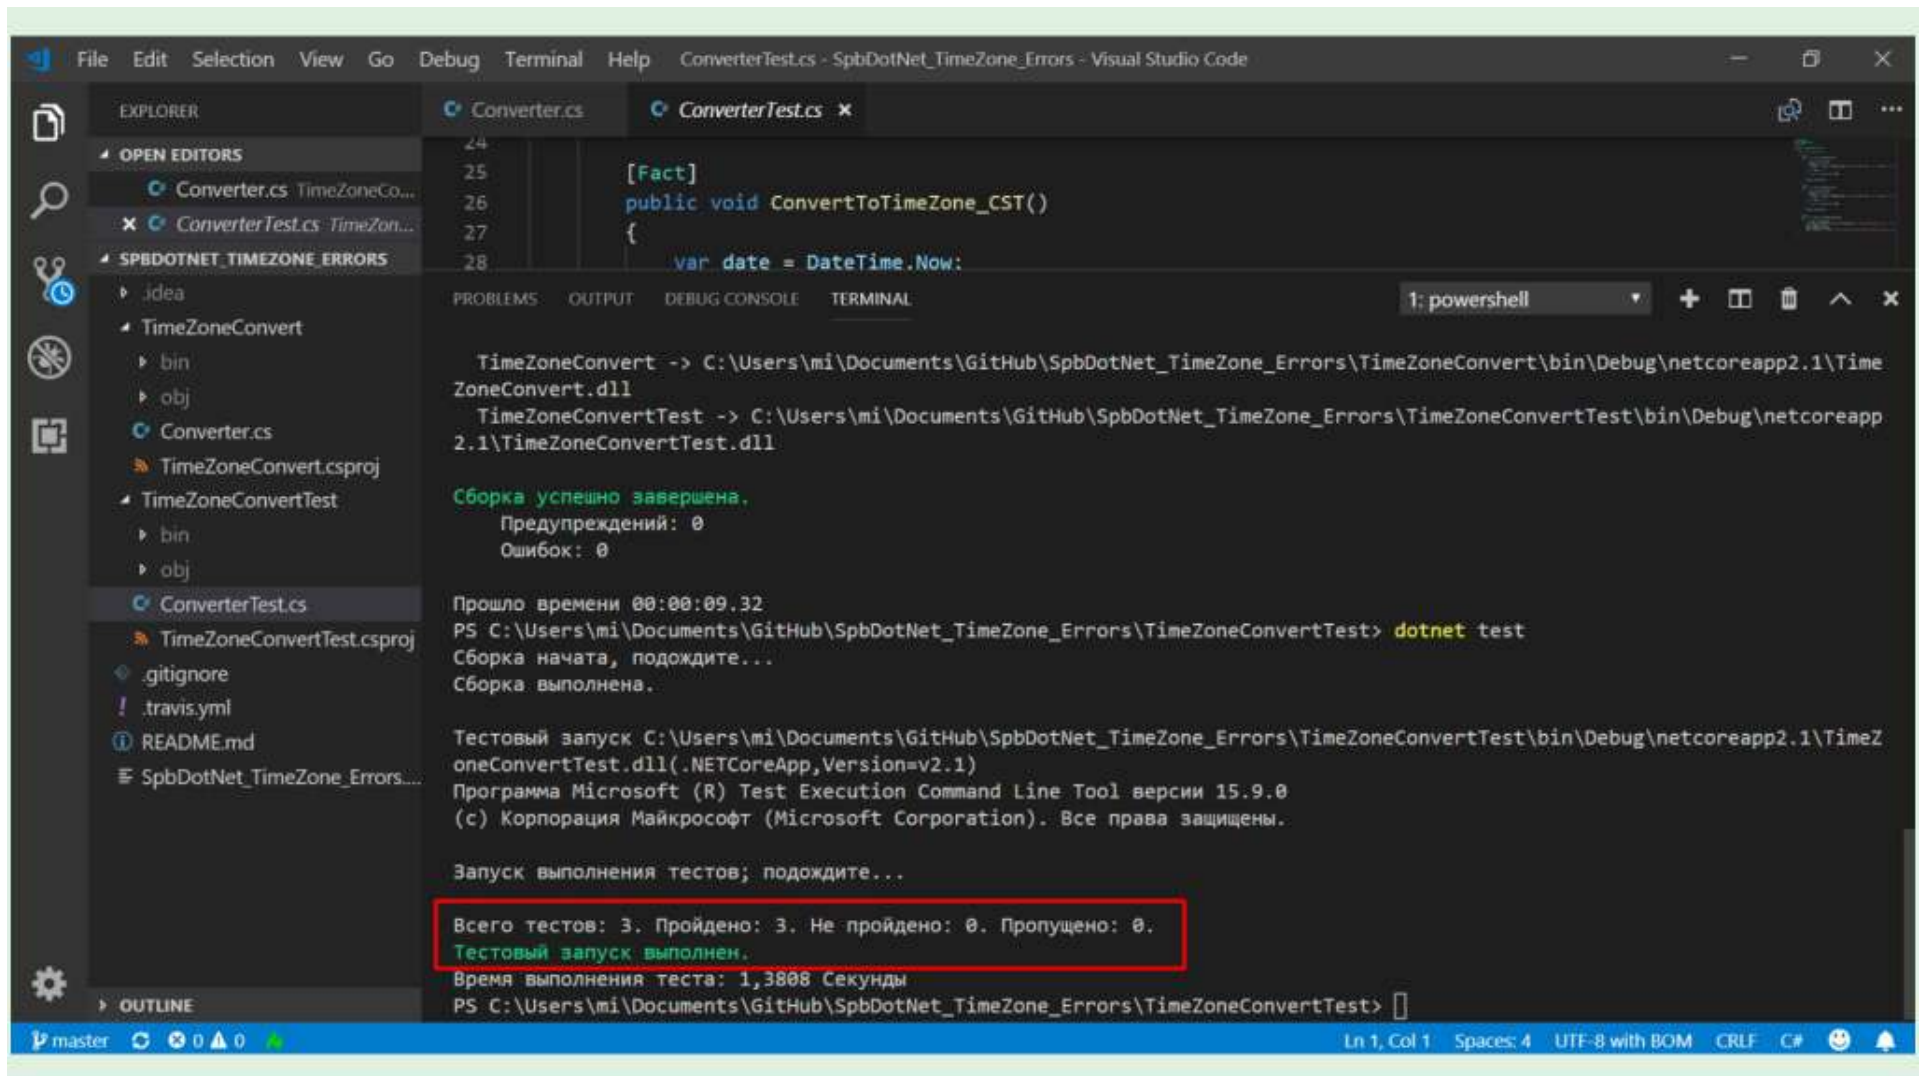 File Edit Selection View Go Debug Terminal Help ConverterTest.cs - SpbDotNet_TimeZone_Errors - Visual Studio Code
EXPLORER
OPEN EDITORS
Converter.cs TimeZoneCo...
ConverterTest.cs TimeZon...
SPBDOTNET_TIMEZONE_ERRORS
.idea
TimeZoneConvert
bin
obj
Converter.cs
TimeZoneConvert.csproj
TimeZoneConvertTest
bin
obj
ConverterTest.cs
TimeZoneConvertTest.csproj
.gitignore
.travis.yml
README.md
SpbDotNet_TimeZone_Errors....
OUTLINE
Converter.cs ConverterTest.cs
24
25 [Fact]
26 public void ConvertToTimeZone_CST()
27 {
28 var date = DateTime.Now;
PROBLEMS OUTPUT DEBUG CONSOLE TERMINAL 1: powershell
TimeZoneConvert -> C:\Users\mi\Documents\GitHub\SpbDotNet_TimeZone_Errors\TimeZoneConvert\bin\Debug\netcoreapp2.1\Time
ZoneConvert.dll
TimeZoneConvertTest -> C:\Users\mi\Documents\GitHub\SpbDotNet_TimeZone_Errors\TimeZoneConvertTest\bin\Debug\netcoreapp
2.1\TimeZoneConvertTest.dll
Сборка успешно завершена.
Предупреждений: 0
Ошибок: 0
Прошло времени 00:00:09.32
PS C:\Users\mi\Documents\GitHub\SpbDotNet_TimeZone_Errors\TimeZoneConvertTest> dotnet test
Сборка начата, подождите...
Сборка выполнена.
Тестовый запуск C:\Users\mi\Documents\GitHub\SpbDotNet_TimeZone_Errors\TimeZoneConvertTest\bin\Debug\netcoreapp2.1\TimeZ
oneConvertTest.dll(.NETCoreApp,Version=v2.1)
Программа Microsoft (R) Test Execution Command Line Tool версии 15.9.0
(c) Корпорация Майкрософт (Microsoft Corporation). Все права защищены.
Запуск выполнения тестов; подождите...
Всего тестов: 3. Пройдено: 3. Не пройдено: 0. Пропущено: 0.
Тестовый запуск выполнен.
Время выполнения теста: 1,3808 Секунды
PS C:\Users\mi\Documents\GitHub\SpbDotNet_TimeZone_Errors\TimeZoneConvertTest>
master 0 0 Ln 1, Col 1 Spaces: 4 UTF-8 with BOM CRLF C#